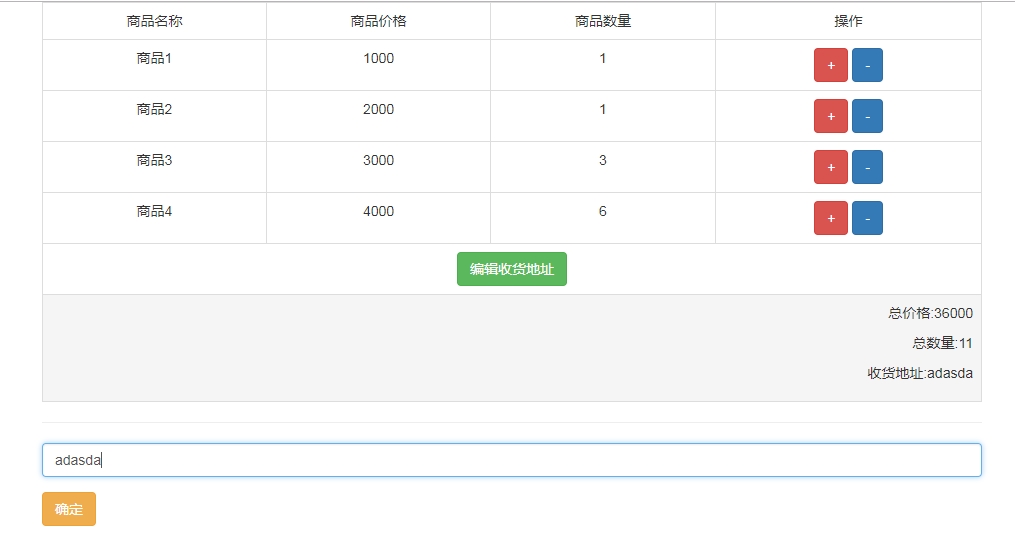 商品名称 商品价格 商品数量 操作
商品1 1000 1 + -
商品2 2000 1 + -
商品3 3000 3 + -
商品4 4000 6 + -
编辑收货地址
总价格:36000
总数量:11
收货地址:adasda
adasda
确定